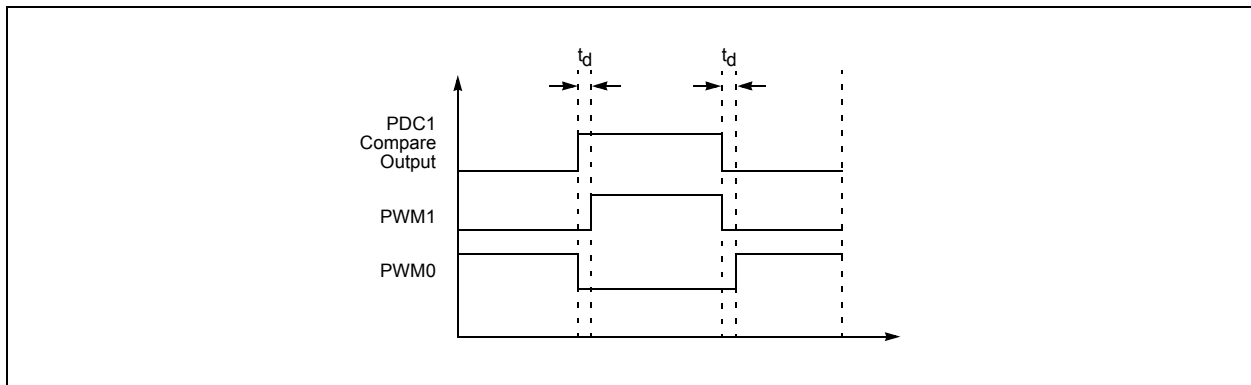 td
td
PDC1
Compare
Output
PWM1
PWM0